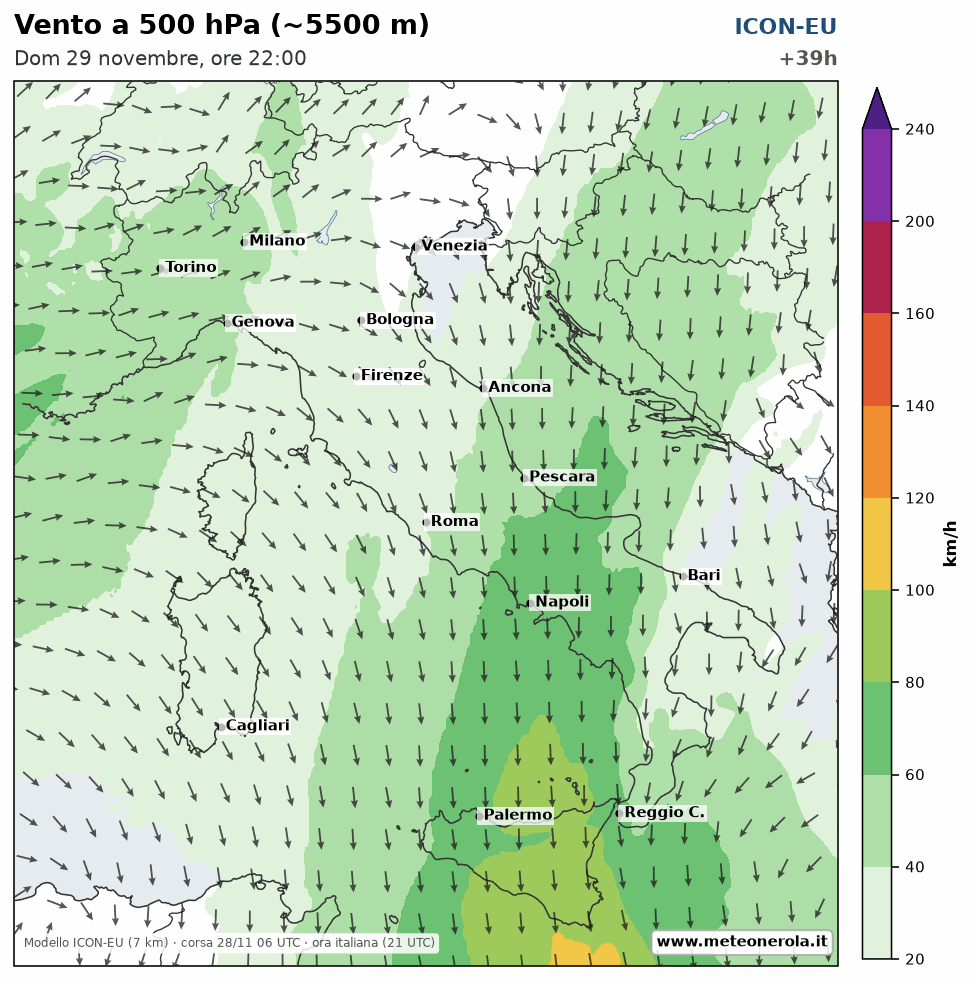 Vento a 500 hPa (~5500 m)
ICON-EU
Dom 29 novembre, ore 22:00
+39h
240
200
160
140
120
100
80
60
40
20
km/h
Milano
Venezia
Torino
Genova
Bologna
Firenze
Ancona
Pescara
Roma
Bari
Napoli
Cagliari
Palermo
Reggio C.
Modello ICON-EU (7 km) · corsa 28/11 06 UTC · ora italiana (21 UTC)
www.meteonerola.it